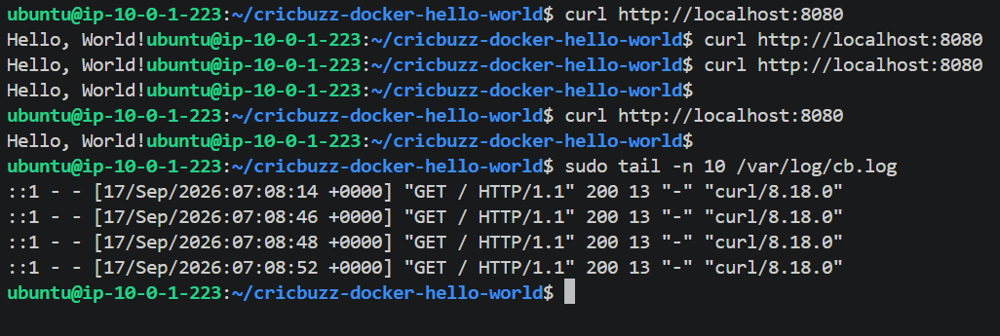 ubuntu@ip-10-0-1-223:~/cricbuzz-docker-hello-world$ curl http://localhost:8080
Hello, World!ubuntu@ip-10-0-1-223:~/cricbuzz-docker-hello-world$ curl http://localhost:8080
Hello, World!ubuntu@ip-10-0-1-223:~/cricbuzz-docker-hello-world$ curl http://localhost:8080
Hello, World!ubuntu@ip-10-0-1-223:~/cricbuzz-docker-hello-world$
ubuntu@ip-10-0-1-223:~/cricbuzz-docker-hello-world$ curl http://localhost:8080
Hello, World!ubuntu@ip-10-0-1-223:~/cricbuzz-docker-hello-world$
ubuntu@ip-10-0-1-223:~/cricbuzz-docker-hello-world$ sudo tail -n 10 /var/log/cb.log
::1 - - [17/Sep/2026:07:08:14 +0000] "GET / HTTP/1.1" 200 13 "-" "curl/8.18.0"
::1 - - [17/Sep/2026:07:08:46 +0000] "GET / HTTP/1.1" 200 13 "-" "curl/8.18.0"
::1 - - [17/Sep/2026:07:08:48 +0000] "GET / HTTP/1.1" 200 13 "-" "curl/8.18.0"
::1 - - [17/Sep/2026:07:08:52 +0000] "GET / HTTP/1.1" 200 13 "-" "curl/8.18.0"
ubuntu@ip-10-0-1-223:~/cricbuzz-docker-hello-world$